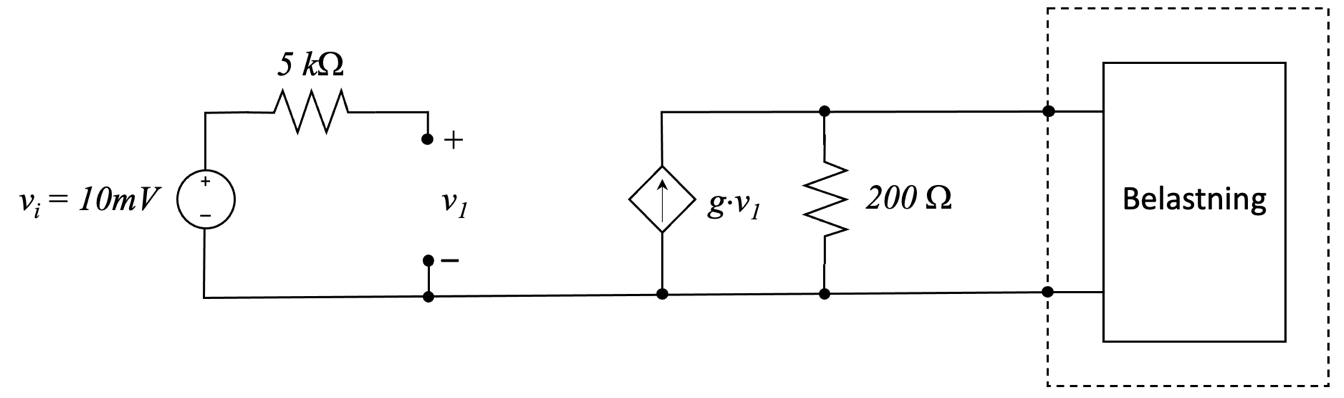 5 kΩ
+
v₁
−
vᵢ = 10mV
+
−
g·v₁
200 Ω
Belastning